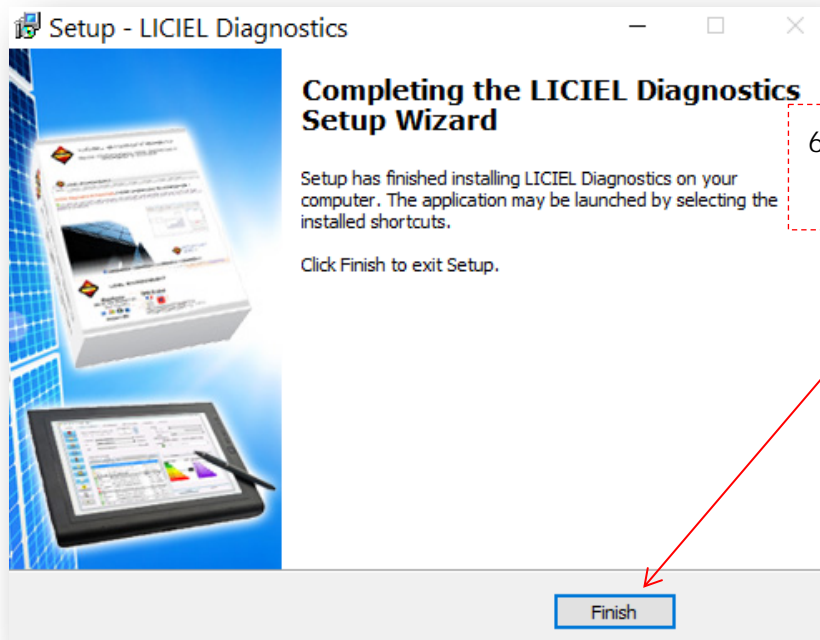 Setup - LICIEL Diagnostics
Completing the LICIEL Diagnostics
Setup Wizard
6
Setup has finished installing LICIEL Diagnostics on your
computer. The application may be launched by selecting the
installed shortcuts.
Click Finish to exit Setup.
Finish